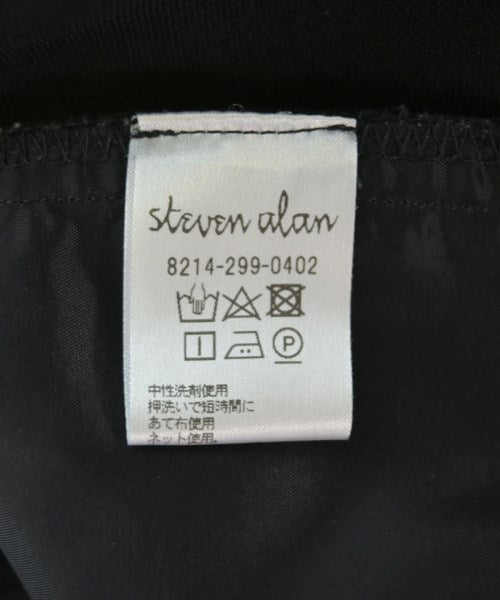 steven alan
8214-299-0402
P
中性洗剤使用
押洗いで短時間に
あて布使用
ネット使用。